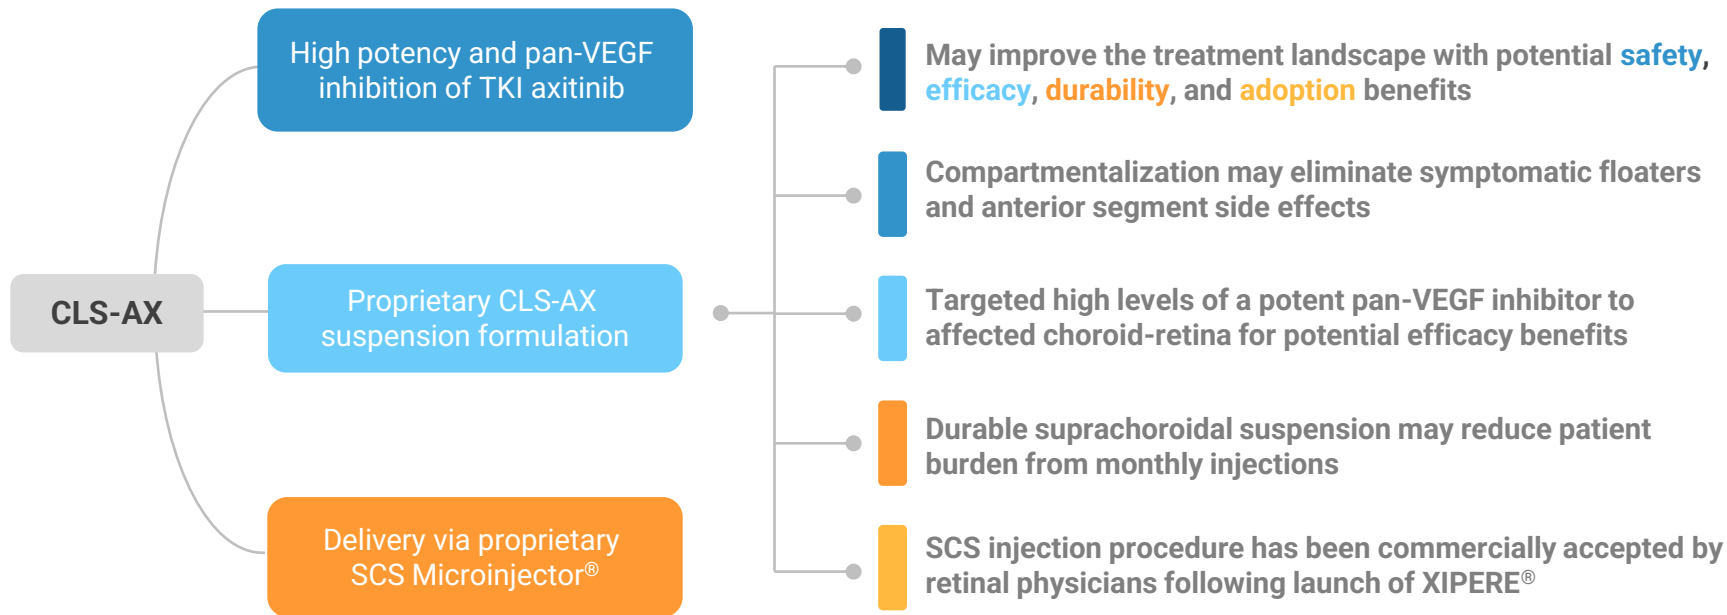 High potency and pan-VEGF
inhibition of TKI axitinib
CLS-AX
Proprietary CLS-AX
suspension formulation
Delivery via proprietary
SCS Microinjector®
May improve the treatment landscape with potential safety,
efficacy, durability, and adoption benefits
Compartmentalization may eliminate symptomatic floaters
and anterior segment side effects
Targeted high levels of a potent pan-VEGF inhibitor to
affected choroid-retina for potential efficacy benefits
Durable suprachoroidal suspension may reduce patient
burden from monthly injections
SCS injection procedure has been commercially accepted by
retinal physicians following launch of XIPERE®